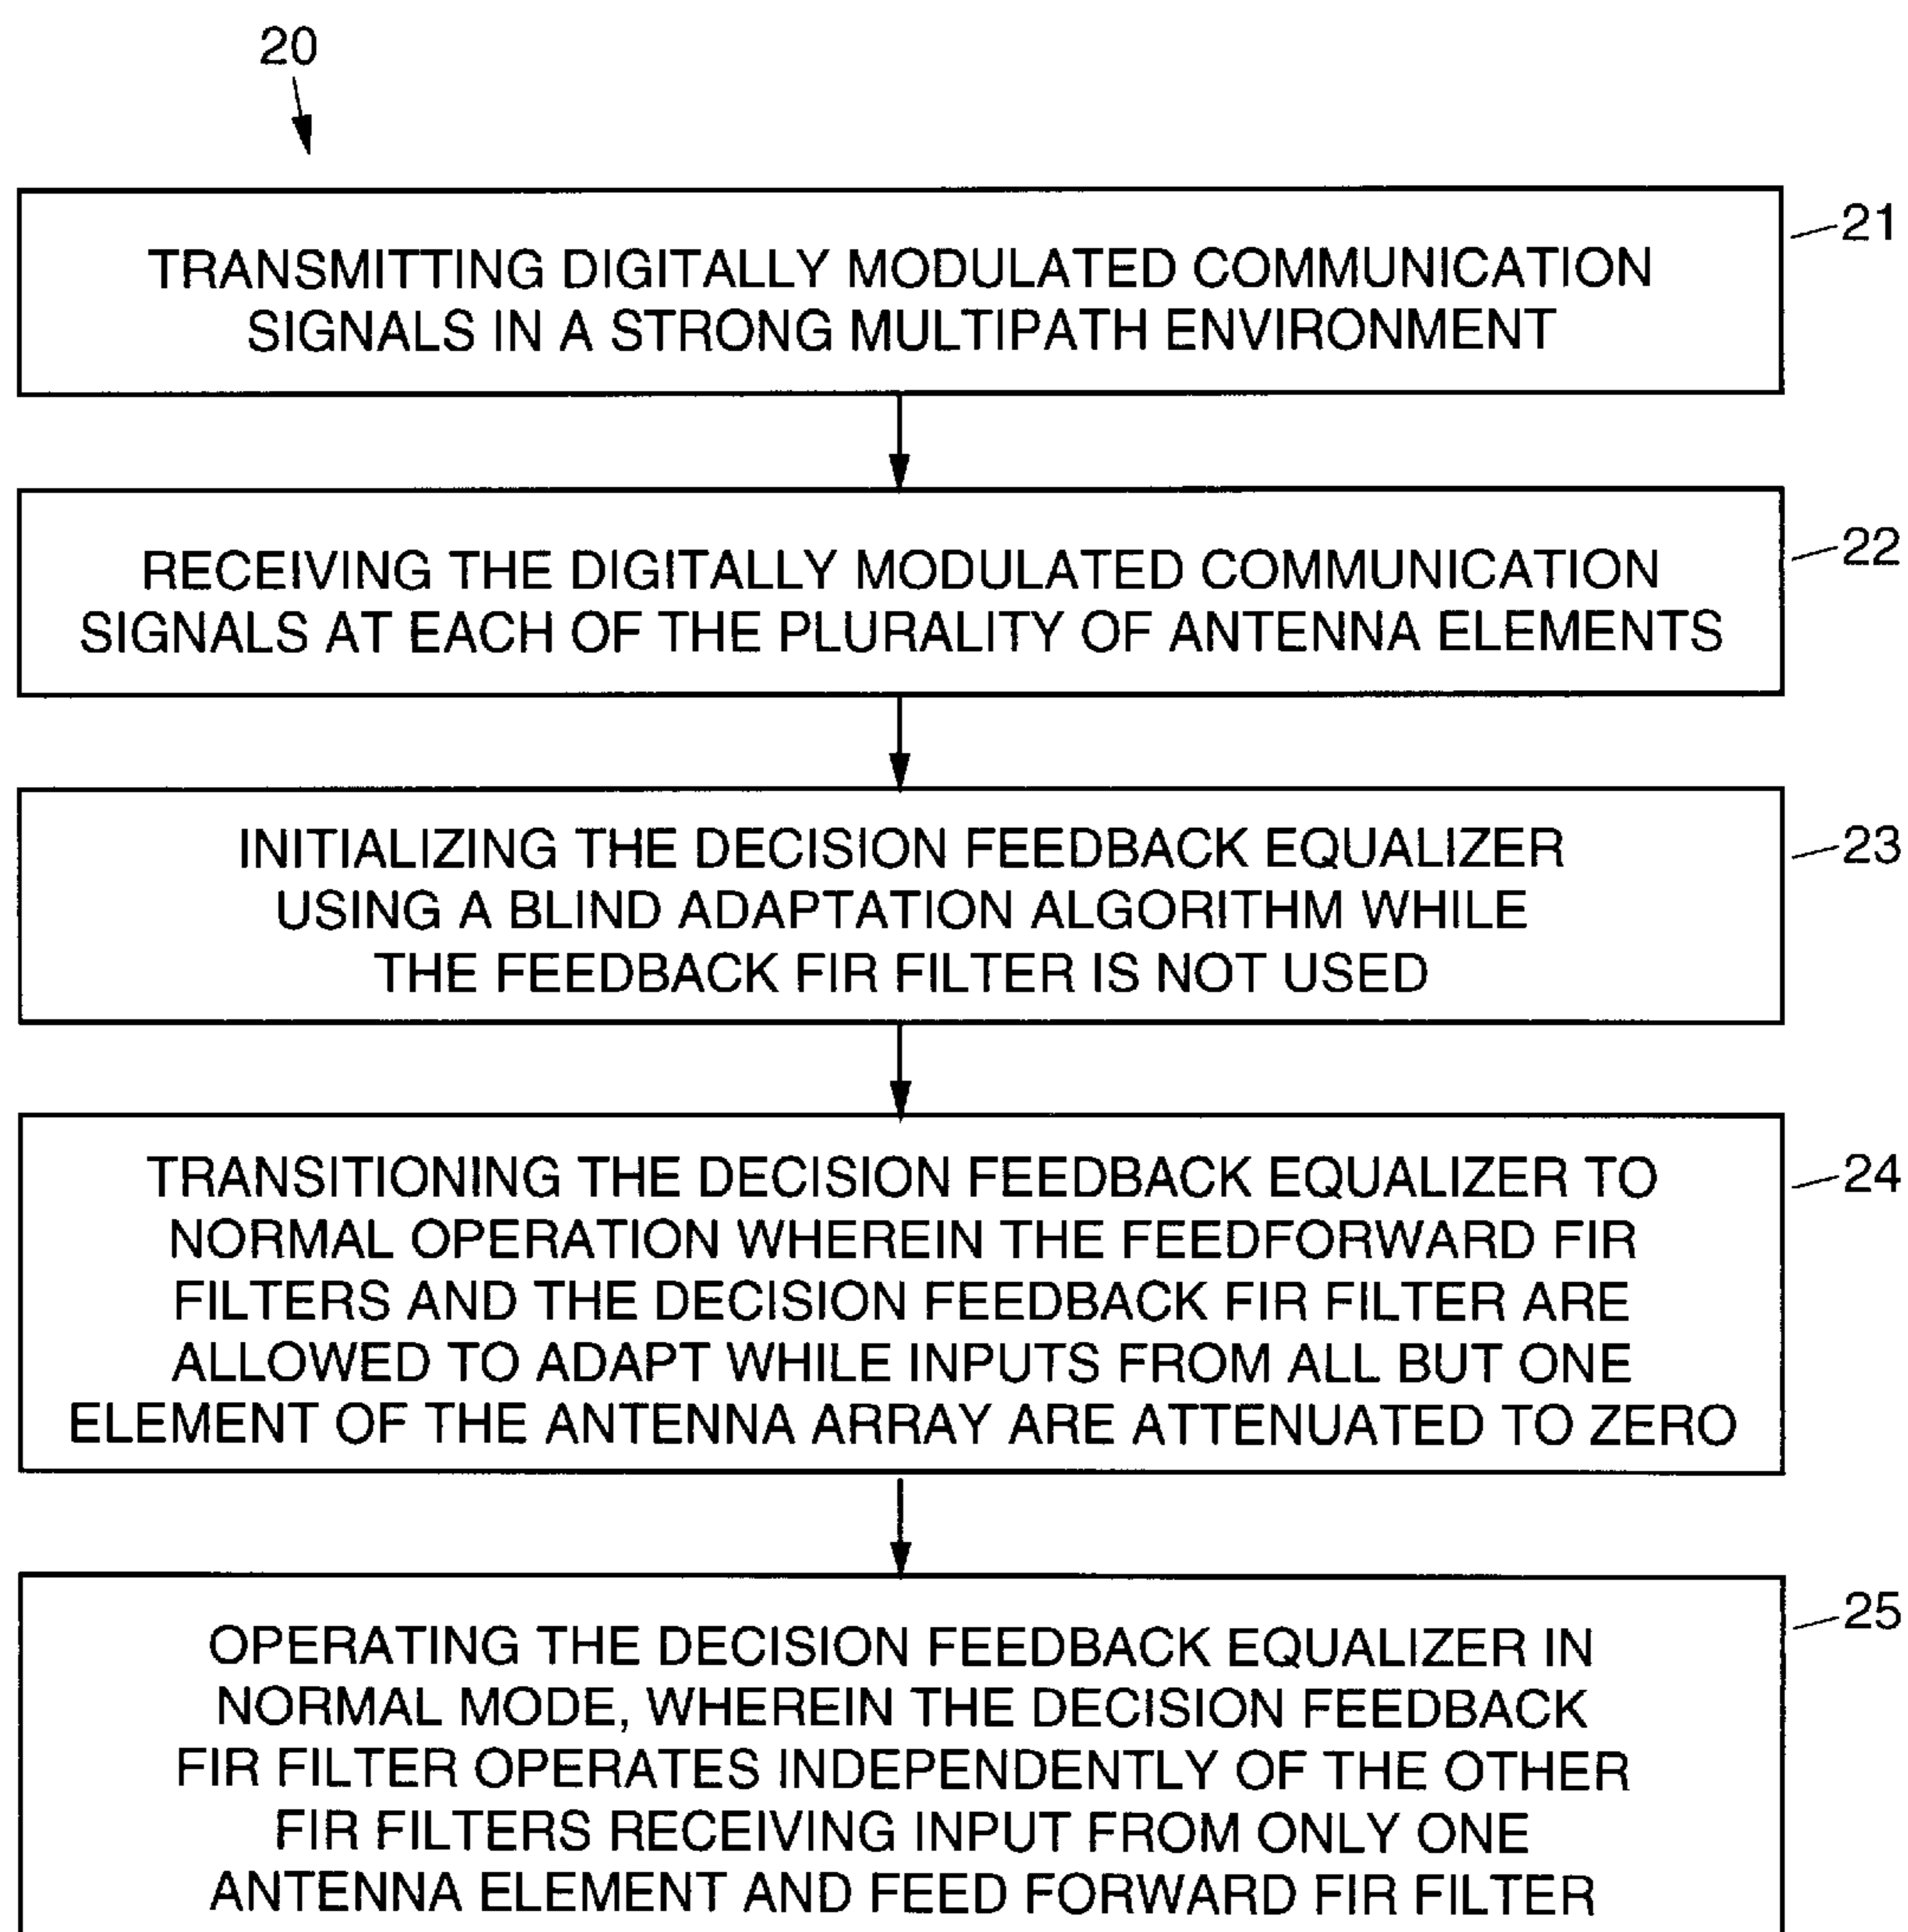 20
21
TRANSMITTING DIGITALLY MODULATED COMMUNICATION
SIGNALS IN A STRONG MULTIPATH ENVIRONMENT
22
RECEIVING THE DIGITALLY MODULATED COMMUNICATION
SIGNALS AT EACH OF THE PLURALITY OF ANTENNA ELEMENTS
23
INITIALIZING THE DECISION FEEDBACK EQUALIZER
USING A BLIND ADAPTATION ALGORITHM WHILE
THE FEEDBACK FIR FILTER IS NOT USED
24
TRANSITIONING THE DECISION FEEDBACK EQUALIZER TO
NORMAL OPERATION WHEREIN THE FEEDFORWARD FIR
FILTERS AND THE DECISION FEEDBACK FIR FILTER ARE
ALLOWED TO ADAPT WHILE INPUTS FROM ALL BUT ONE
ELEMENT OF THE ANTENNA ARRAY ARE ATTENUATED TO ZERO
25
OPERATING THE DECISION FEEDBACK EQUALIZER IN
NORMAL MODE, WHEREIN THE DECISION FEEDBACK
FIR FILTER OPERATES INDEPENDENTLY OF THE OTHER
FIR FILTERS RECEIVING INPUT FROM ONLY ONE
ANTENNA ELEMENT AND FEED FORWARD FIR FILTER